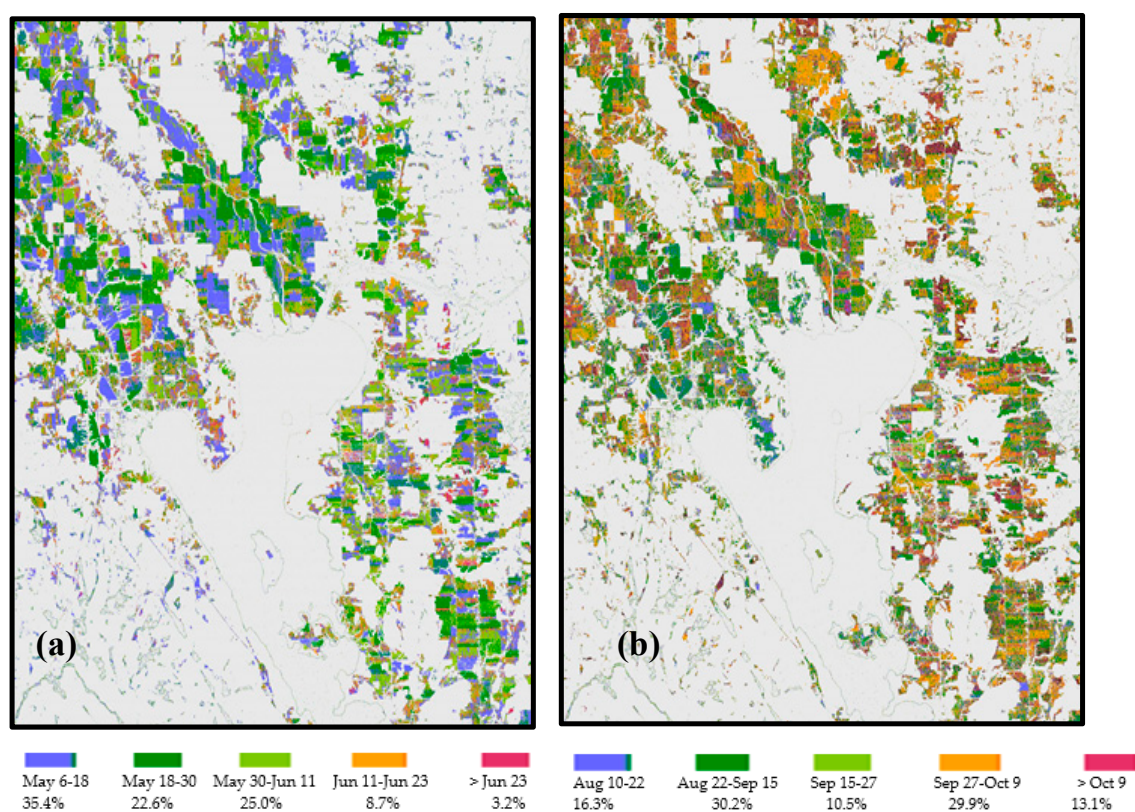 (a)
(b)
May 6-18 May 18-30 May 30-Jun 11 Jun 11-Jun 23 > Jun 23
35.4% 22.6% 25.0% 8.7% 3.2%
Aug 10-22 Aug 22-Sep 15 Sep 15-27 Sep 27-Oct 9 > Oct 9
16.3% 30.2% 10.5% 29.9% 13.1%